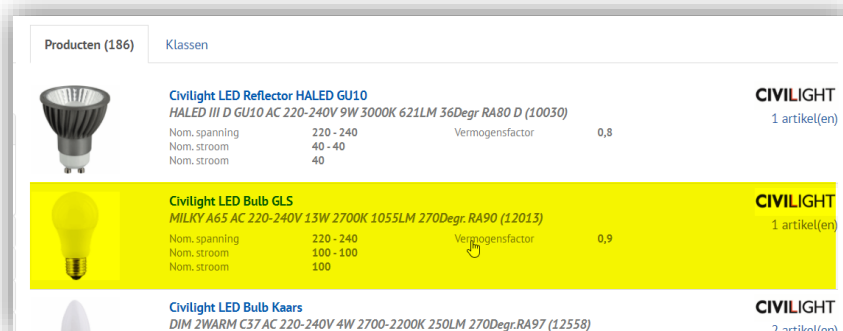 Producten (186) Klassen
Civilight LED Reflector HALED GU10
HALED III D GU10 AC 220-240V 9W 3000K 621LM 36Degr RA80 D (10030)
Nom. spanning 220 - 240 Vermogensfactor 0,8
Nom. stroom 40 - 40
Nom. stroom 40
CIVILIGHT
1 artikel(en)
Civilight LED Bulb GLS
MILKY A65 AC 220-240V 13W 2700K 1055LM 270Degr. RA90 (12013)
Nom. spanning 220 - 240 Vermogensfactor 0,9
Nom. stroom 100 - 100
Nom. stroom 100
CIVILIGHT
1 artikel(en)
Civilight LED Bulb Kaars
DIM 2WARM C37 AC 220-240V 4W 2700-2200K 250LM 270Degr.RA97 (12558)
CIVILIGHT
2 artikel(en)